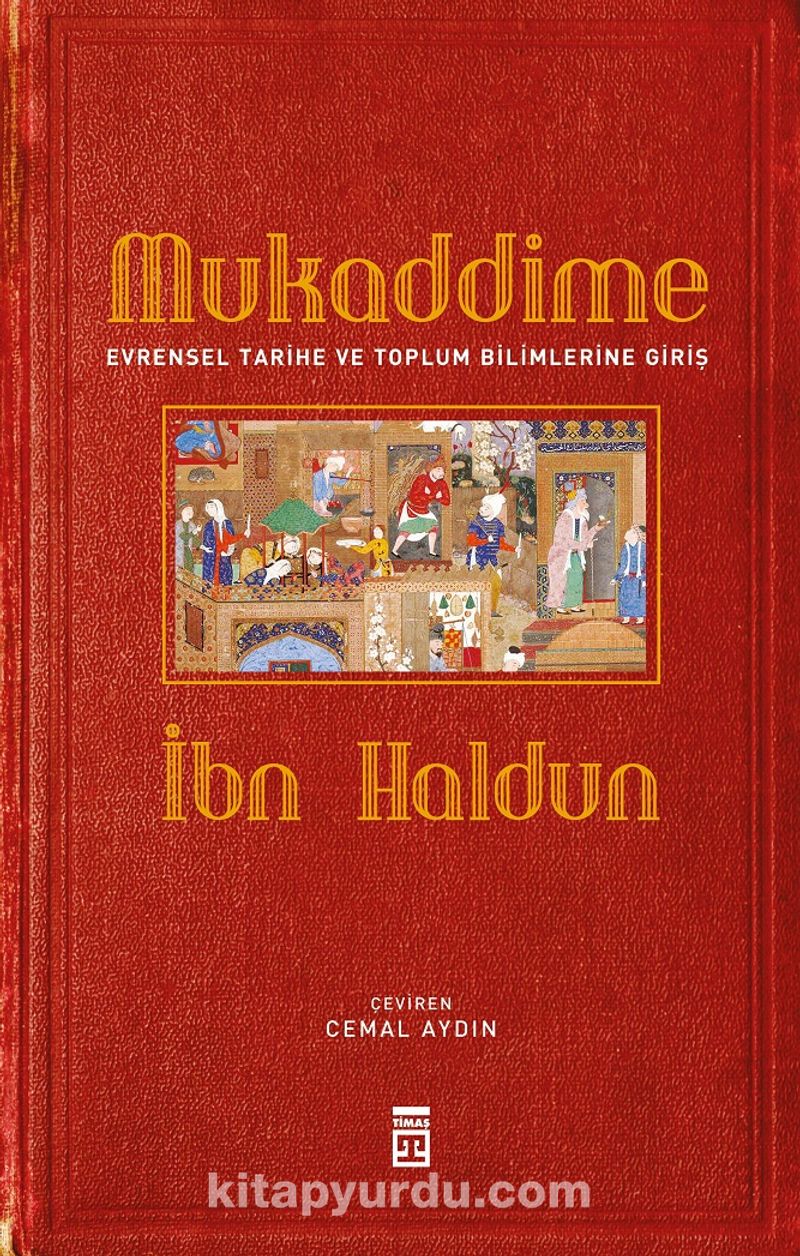 Mukaddime
EVRENSEL TARİHE VE TOPLUM BİLİMLERİNE GİRİŞ
İbn Haldun
ÇEVİREN
CEMAL AYDIN
TİMAŞ
kitapyurdu.com